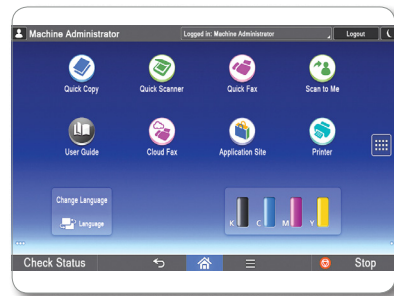 Machine Administrator
Logged in: Machine Administrator
Logout
Quick Copy
Quick Scanner
Quick Fax
Scan to Me
User Guide
Cloud Fax
Application Site
Printer
Change Language
Language
K
C
M
Y
Check Status
Stop